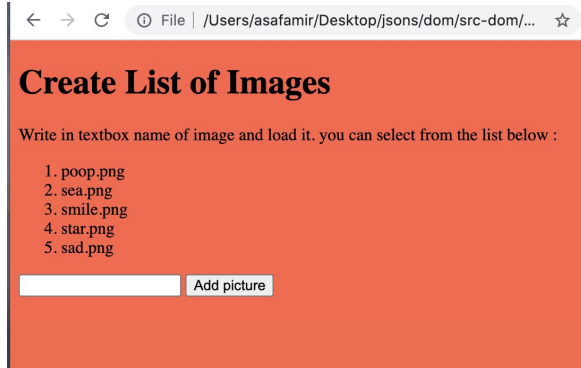 File /Users/asafamir/Desktop/jsons/dom/src-dom/...
Create List of Images
Write in textbox name of image and load it. you can select from the list below :
1. poop.png
2. sea.png
3. smile.png
4. star.png
5. sad.png
Add picture